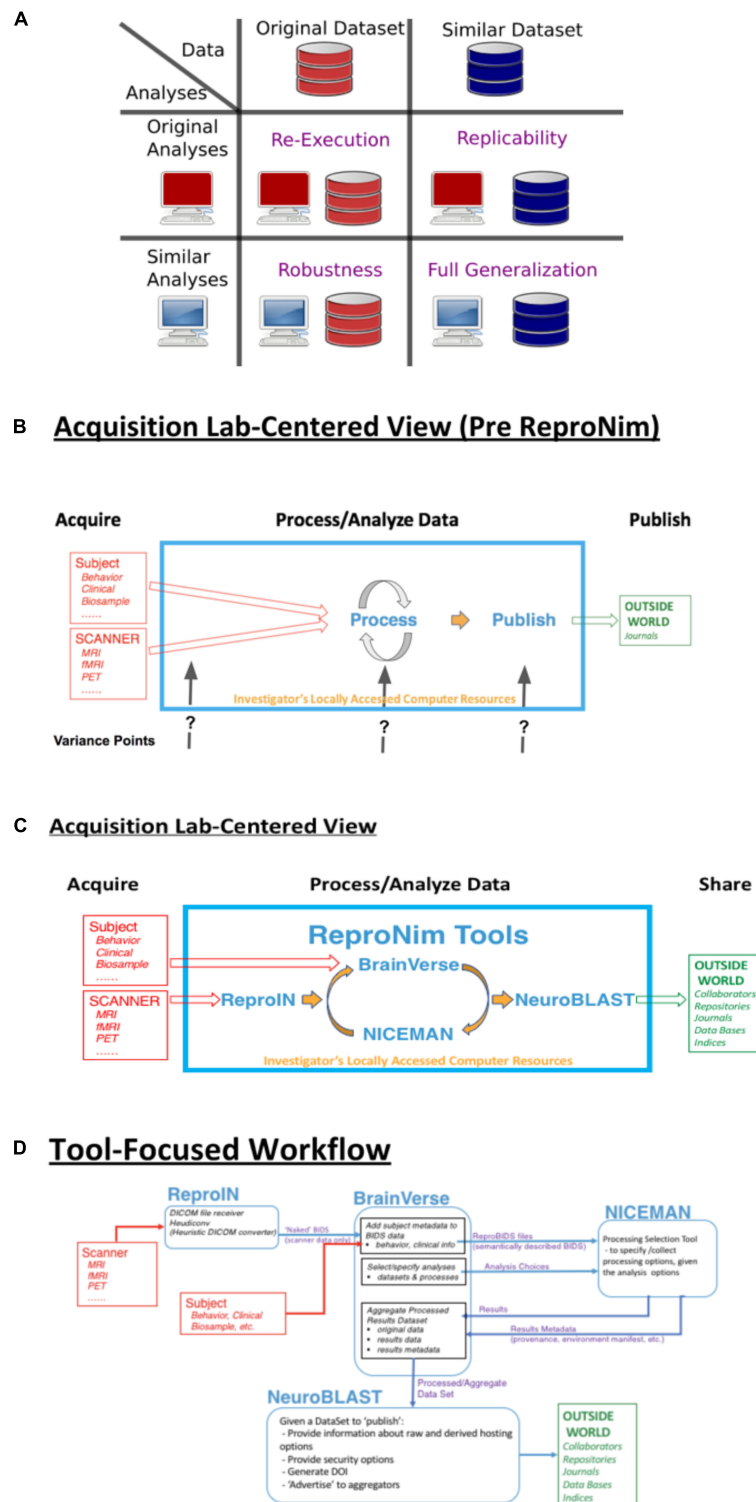 A
Data
Analyses
Original Dataset
Similar Dataset
Original
Analyses
Re-Execution
Replicability
Similar
Analyses
Robustness
Full Generalization
B
Acquisition Lab-Centered View (Pre ReproNim)
Acquire
Process/Analyze Data
Publish
Subject
Behavior
Clinical
Biosample
......
SCANNER
MRI
fMRI
PET
......
Process
Publish
OUTSIDE
WORLD
Journals
Investigator's Locally Accessed Computer Resources
Variance Points
?
?
?
C
Acquisition Lab-Centered View
Acquire
Process/Analyze Data
Share
Subject
Behavior
Clinical
Biosample
......
SCANNER
MRI
fMRI
PET
......
ReproNim Tools
BrainVerse
ReproIN
NeuroBLAST
NICEMAN
Investigator's Locally Accessed Computer Resources
OUTSIDE
WORLD
Collaborators
Repositories
Journals
Data Bases
Indices
D
Tool-Focused Workflow
ReproIN
DICOM file receiver
Heudiconv
(Heuristic DICOM converter)
Scanner
MRI
fMRI
PET
......
Subject
Behavior, Clinical
Biosample, etc.
'Naked' BIDS
(scanner data only)
BrainVerse
Add subject metadata to
BIDS data
• behavior, clinical info
Select/specify analyses
• datasets & processes
Aggregate Processed
Results Dataset
• original data
• results data
• results metadata
ReproBIDS files
(semantically described BIDS)
Analysis Choices
Results
Results Metadata
(provenance, environment manifest, etc.)
NICEMAN
Processing Selection Tool
- to specify /collect
processing options, given
the analysis options
Processed/Aggregate
Data Set
NeuroBLAST
Given a DataSet to 'publish':
- Provide information about raw and derived hosting
options
- Provide security options
- Generate DOI
- 'Advertise' to aggregators
OUTSIDE
WORLD
Collaborators
Repositories
Journals
Data Bases
Indices